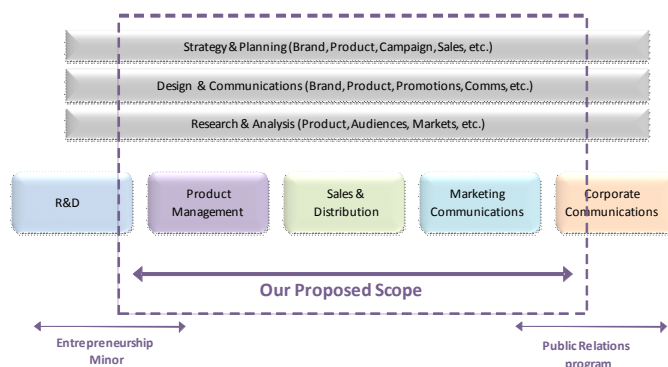 Strategy & Planning (Brand, Product, Campaign, Sales, etc.)
Design & Communications (Brand, Product, Promotions, Comms, etc.)
Research & Analysis (Product, Audiences, Markets, etc.)
R&D
Product
Management
Sales &
Distribution
Marketing
Communications
Corporate
Communications
Our Proposed Scope
Entrepreneurship
Minor
Public Relations
program